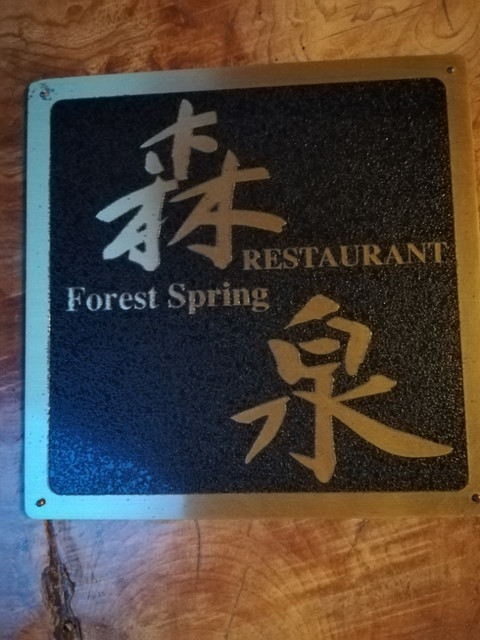 森
RESTAURANT
Forest Spring
泉